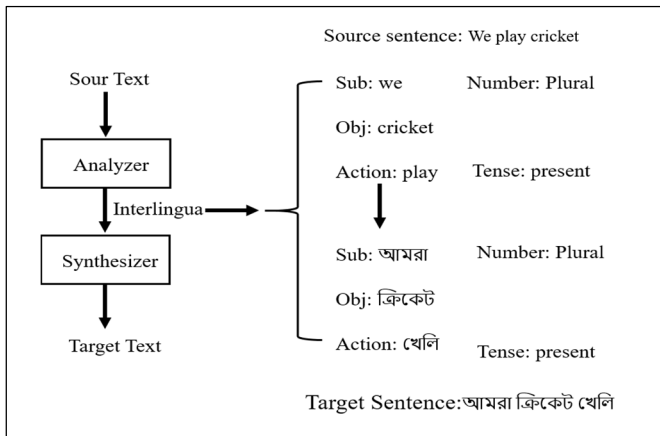 Source sentence: We play cricket
Sour Text
Analyzer
Interlingua
Synthesizer
Target Text
Sub: we Number: Plural
Obj: cricket
Action: play Tense: present
Sub: আমরা Number: Plural
Obj: ক্রিকেট
Action: খেলি Tense: present
Target Sentence:আমরা ক্রিকেট খেলি